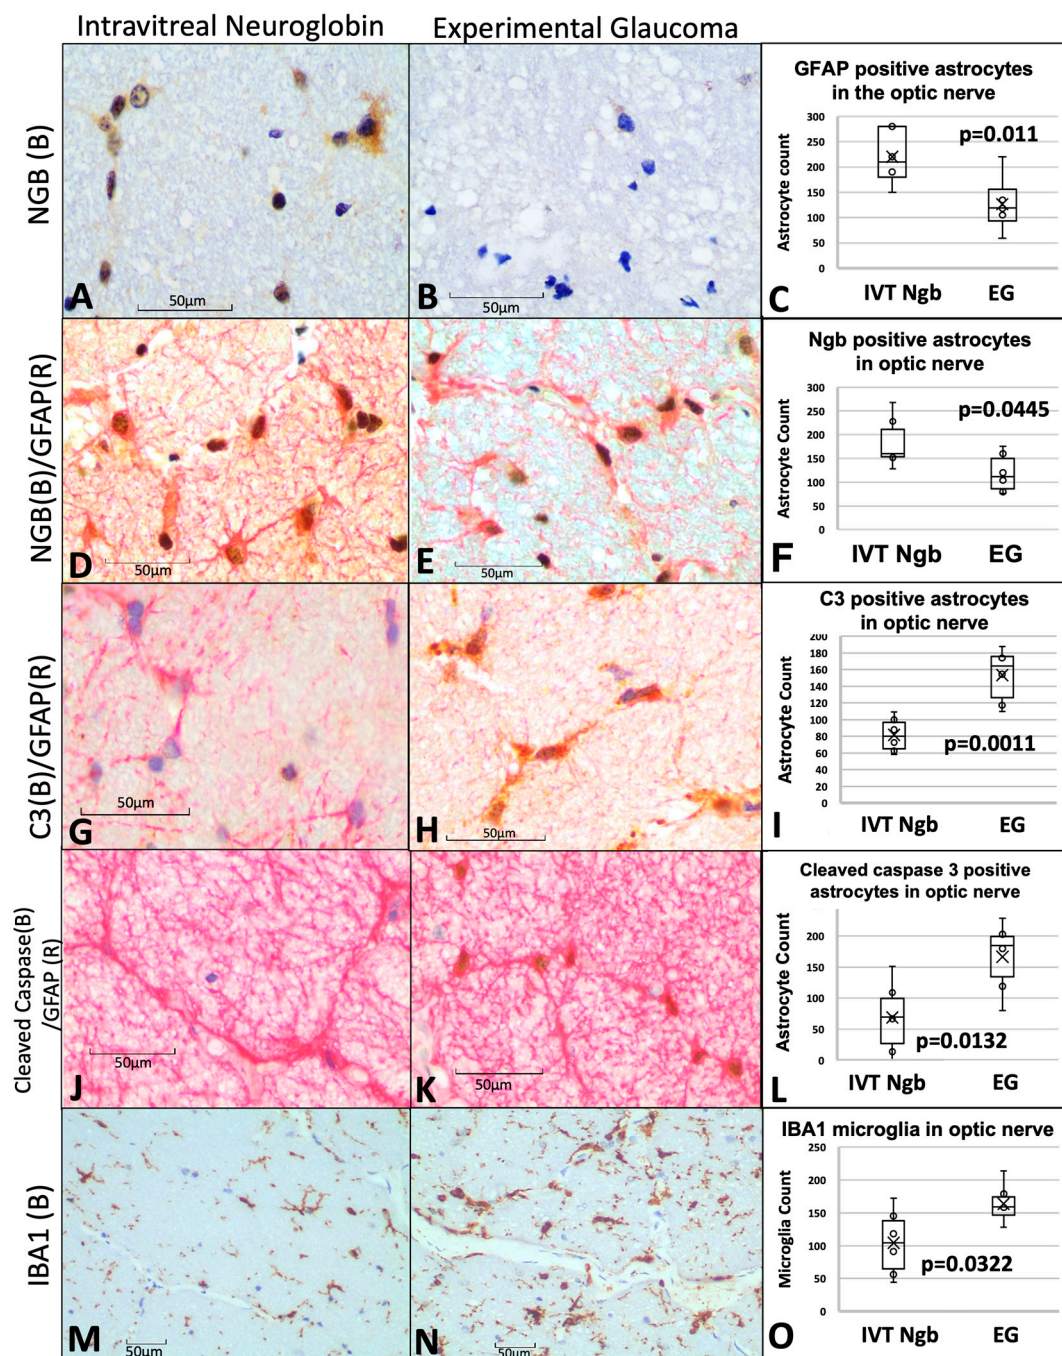 Intravitreal Neuroglobin
Experimental Glaucoma
NGB (B)
A
50µm
B
50µm
GFAP positive astrocytes
in the optic nerve
300
250
200
150
100
50
0
Astrocyte count
p=0.011
C
IVT Ngb
EG
NGB(B)/GFAP(R
D
50µm
E
50µm
Ngb positive astrocytes
in optic nerve
300
250
200
150
100
50
0
Astrocyte Count
p=0.0445
F
IVT Ngb
EG
C3(B)/GFAP(R)
G
50µm
H
50µm
C3 positive astrocytes
in optic nerve
200
180
160
140
120
100
80
60
40
20
0
Astrocyte Count
p=0.0011
I
IVT Ngb
EG
Cleaved Caspase(B)
/GFAP (R)
J
50µm
K
50µm
Cleaved caspase 3 positive
astrocytes in optic nerve
200
150
100
50
0
Astrocyte Count
p=0.0132
L
IVT Ngb
EG
IBA1 (B)
M
50µm
N
50µm
IBA1 microglia in optic nerve
250
200
150
100
50
0
Microglia Count
p=0.0322
O
IVT Ngb
EG